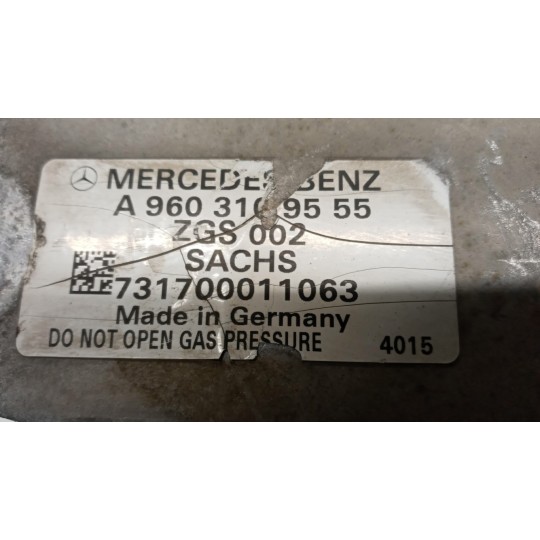 MERCEDES BENZ
A 960 310 95 55
ZGS 002
SACHS
731700011063
Made in Germany
DO NOT OPEN GAS PRESSURE 4015